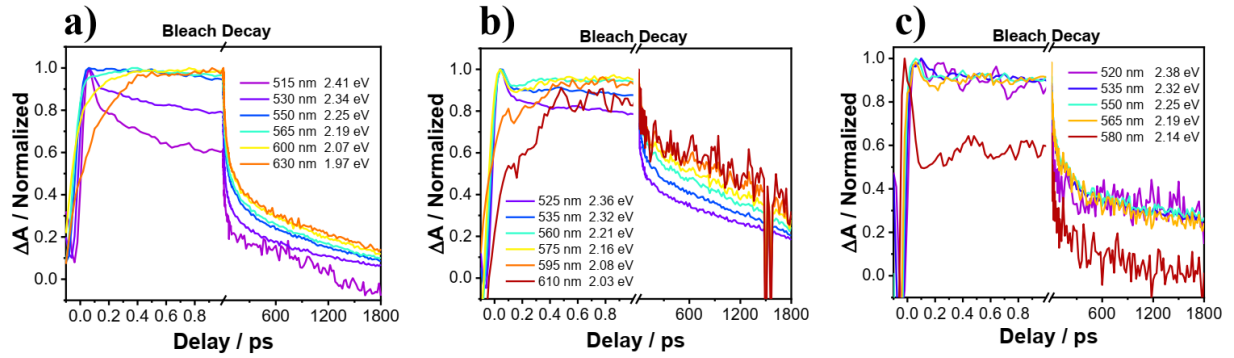 a)
Bleach Decay
ΔA / Normalized
1.0
0.8
0.6
0.4
0.2
0.0
515 nm 2.41 eV
530 nm 2.34 eV
550 nm 2.25 eV
565 nm 2.19 eV
600 nm 2.07 eV
630 nm 1.97 eV
0.0 0.2 0.4 0.6 0.8 600 1200 1800
Delay / ps
b)
Bleach Decay
ΔA / Normalized
1.0
0.8
0.6
0.4
0.2
0.0
525 nm 2.36 eV
535 nm 2.32 eV
560 nm 2.21 eV
575 nm 2.16 eV
595 nm 2.08 eV
610 nm 2.03 eV
0.0 0.2 0.4 0.6 0.8 600 1200 1800
Delay / ps
c)
Bleach Decay
ΔA / Normalized
1.0
0.8
0.6
0.4
0.2
0.0
520 nm 2.38 eV
535 nm 2.32 eV
550 nm 2.25 eV
565 nm 2.19 eV
580 nm 2.14 eV
0.0 0.2 0.4 0.6 0.8 600 1200 1800
Delay / ps